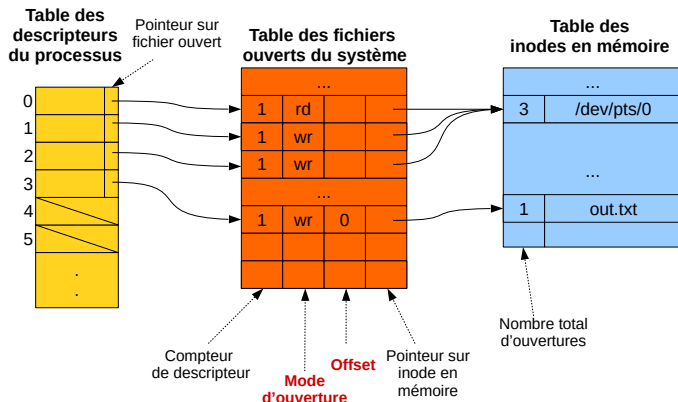 Table des
descripteurs
du processus
Pointeur sur
fichier ouvert
Table des fichiers
ouverts du système
Table des
inodes en mémoire
0
1
2
3
4
5
.
.
...
1 rd
1 wr
1 wr
...
1 wr 0
...
3 /dev/pts/0
...
1 out.txt
Compteur
de descripteur
Mode
d'ouverture
Offset
Pointeur sur
inode en
mémoire
Nombre total
d'ouvertures